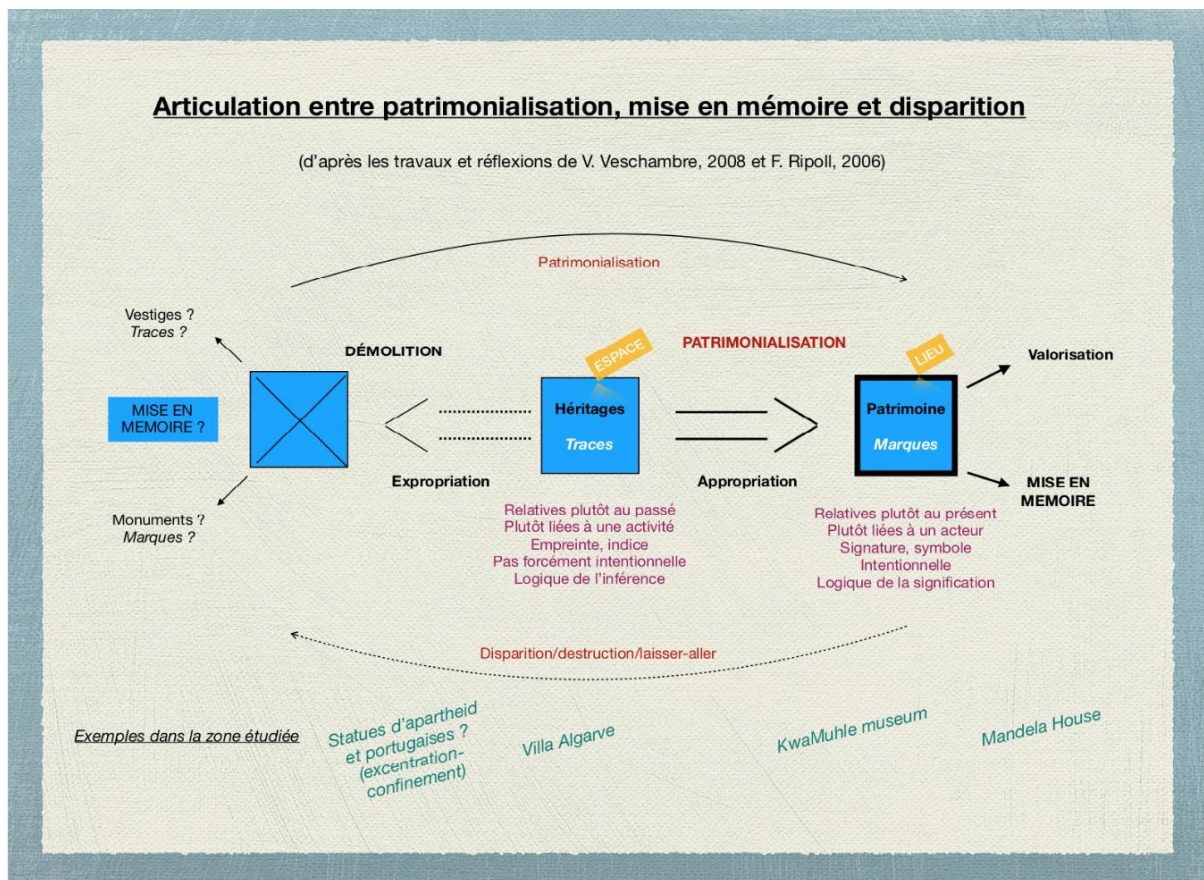 Articulation entre patrimonialisation, mise en mémoire et disparition
(d'après les travaux et réflexions de V. Veschambre, 2008 et F. Ripoll, 2006)
Patrimonialisation
Vestiges ?
Traces ?
DÉMOLITION
ESPACE
PATRIMONIALISATION
LIEU
Valorisation
MISE EN
MEMOIRE ?
Héritages
Traces
Patrimoine
Marques
Expropriation
Appropriation
MISE EN
MEMOIRE
Monuments ?
Marques ?
Relatives plutôt au passé
Plutôt liées à une activité
Empreinte, indice
Pas forcément intentionnelle
Logique de l'inférence
Relatives plutôt au présent
Plutôt liées à un acteur
Signature, symbole
Intentionnelle
Logique de la signification
Disparition/destruction/laisser-aller
Exemples dans la zone étudiée
Statues d'apartheid
et portugaises ?
(excentration-
confinement)
Villa Algarve
KwaMuhle museum
Mandela House